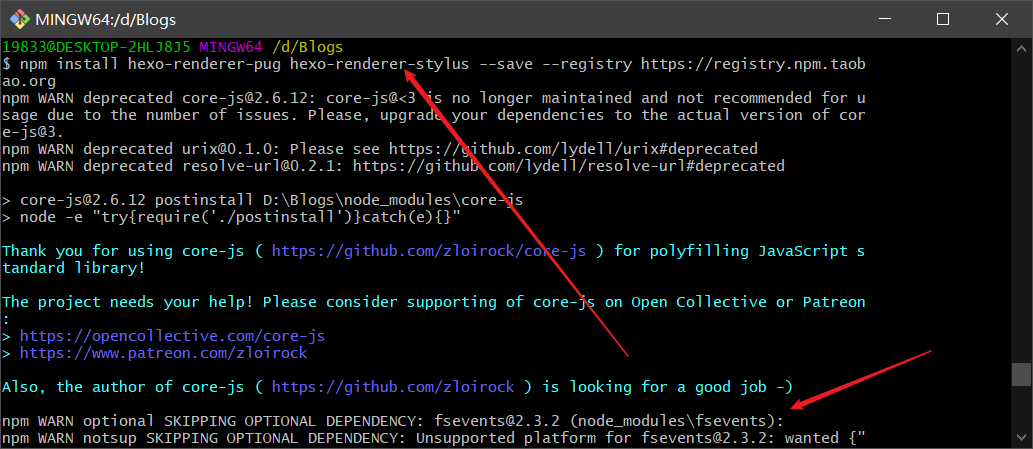 MINGW64:/d/Blogs
19833@DESKTOP-2HLJ8J5 MINGW64 /d/Blogs
$ npm install hexo-renderer-pug hexo-renderer-stylus --save --registry https://registry.npm.taob
ao.org
npm WARN deprecated core-js@2.6.12: core-js@<3 is no longer maintained and not recommended for u
sage due to the number of issues. Please, upgrade your dependencies to the actual version of cor
e-js@3.
npm WARN deprecated urix@0.1.0: Please see https://github.com/lydell/urix#deprecated
npm WARN deprecated resolve-url@0.2.1: https://github.com/lydell/resolve-url#deprecated
> core-js@2.6.12 postinstall D:\Blogs\node_modules\core-js
> node -e "try{require('./postinstall')}catch(e){}"
Thank you for using core-js ( https://github.com/zloirock/core-js ) for polyfilling JavaScript s
tandard library!
The project needs your help! Please consider supporting of core-js on Open Collective or Patreon
:
> https://opencollective.com/core-js
> https://www.patreon.com/zloirock
Also, the author of core-js ( https://github.com/zloirock ) is looking for a good job -)
npm WARN optional SKIPPING OPTIONAL DEPENDENCY: fsevents@2.3.2 (node_modules\fsevents):
npm WARN notsup SKIPPING OPTIONAL DEPENDENCY: Unsupported platform for fsevents@2.3.2: wanted {"